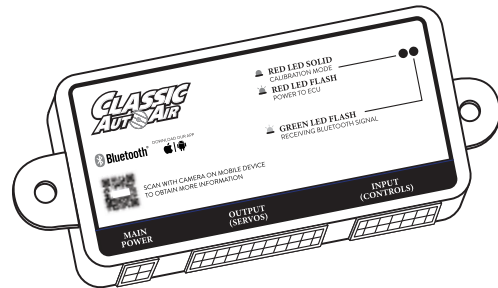 CLASSIC
AUTO AIR
RED LED SOLID
CALIBRATION MODE
RED LED FLASH
POWER TO ECU
GREEN LED FLASH
RECEIVING BLUETOOTH SIGNAL
DOWNLOAD OUR APP
Bluetooth
SCAN WITH CAMERA ON MOBILE DEVICE
TO OBTAIN MORE INFORMATION
MAIN
POWER
OUTPUT
(SERVOS)
INPUT
(CONTROLS)